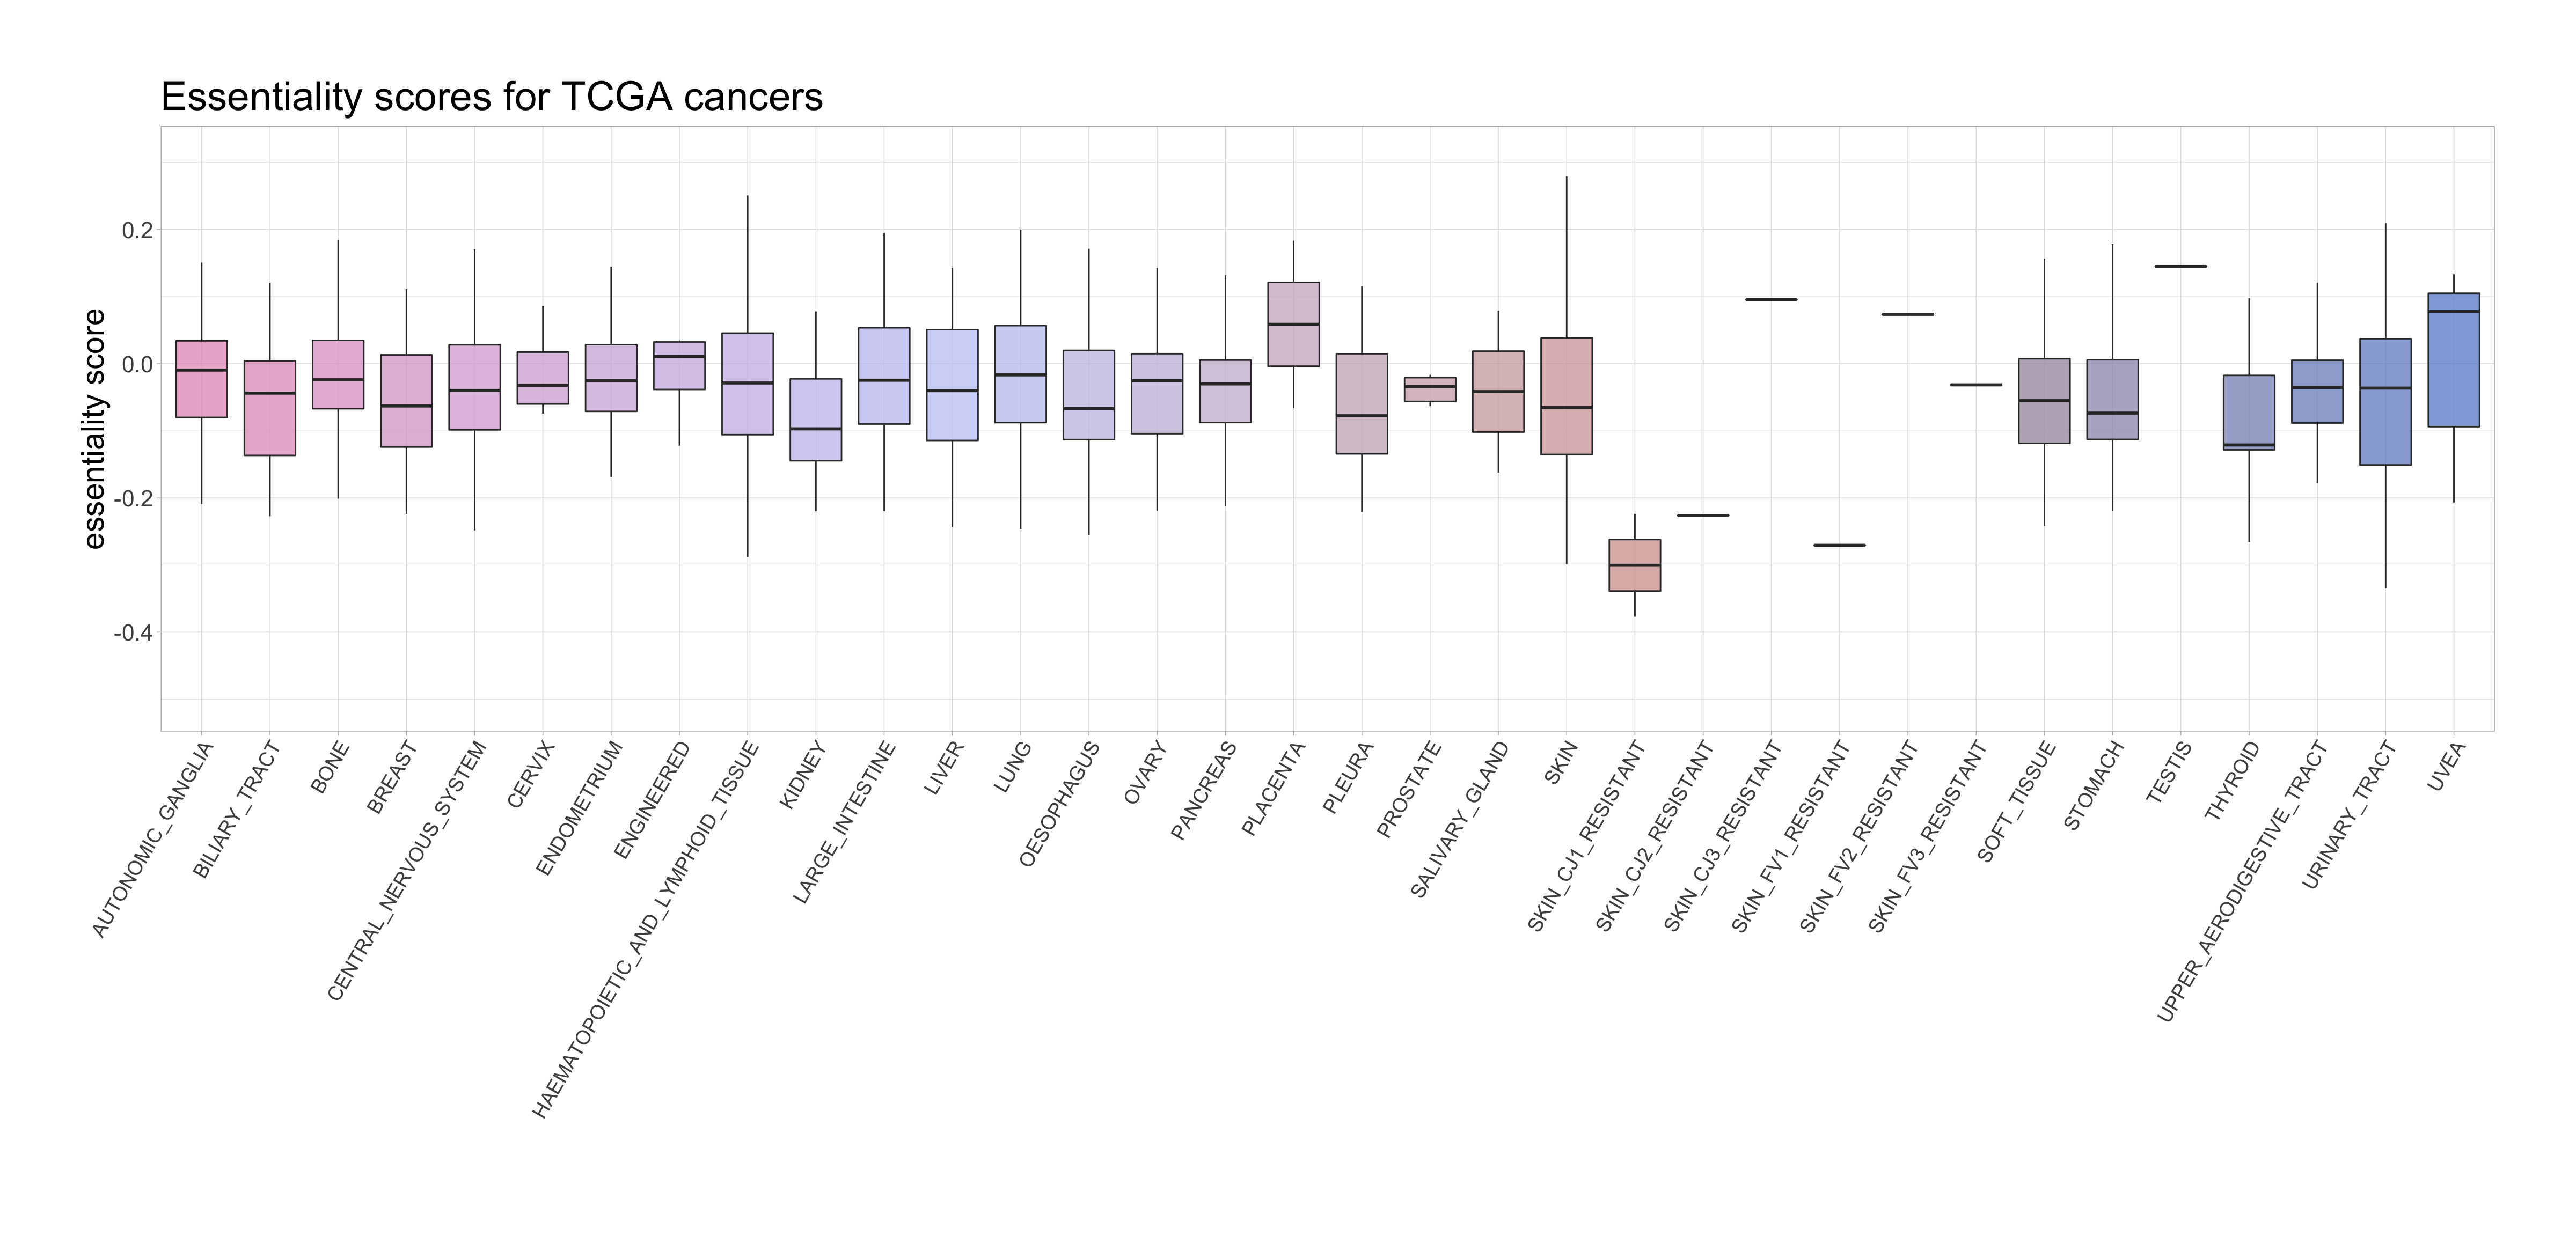 Essentiality scores for TCGA cancers
essentiality score
0.2
0.0
-0.2
-0.4
AUTONOMIC_GANGLIA
BILIARY_TRACT
BONE
BREAST
CENTRAL_NERVOUS_SYSTEM
CERVIX
ENDOMETRIUM
ENGINEERED
HAEMATOPOIETIC_AND_LYMPHOID_TISSUE
KIDNEY
LARGE_INTESTINE
LIVER
LUNG
OESOPHAGUS
OVARY
PANCREAS
PLACENTA
PLEURA
PROSTATE
SALIVARY_GLAND
SKIN
SKIN_CJ1_RESISTANT
SKIN_CJ2_RESISTANT
SKIN_CJ3_RESISTANT
SKIN_FV1_RESISTANT
SKIN_FV2_RESISTANT
SKIN_FV3_RESISTANT
SOFT_TISSUE
STOMACH
TESTIS
THYROID
UPPER_AERODIGESTIVE_TRACT
URINARY_TRACT
UVEA